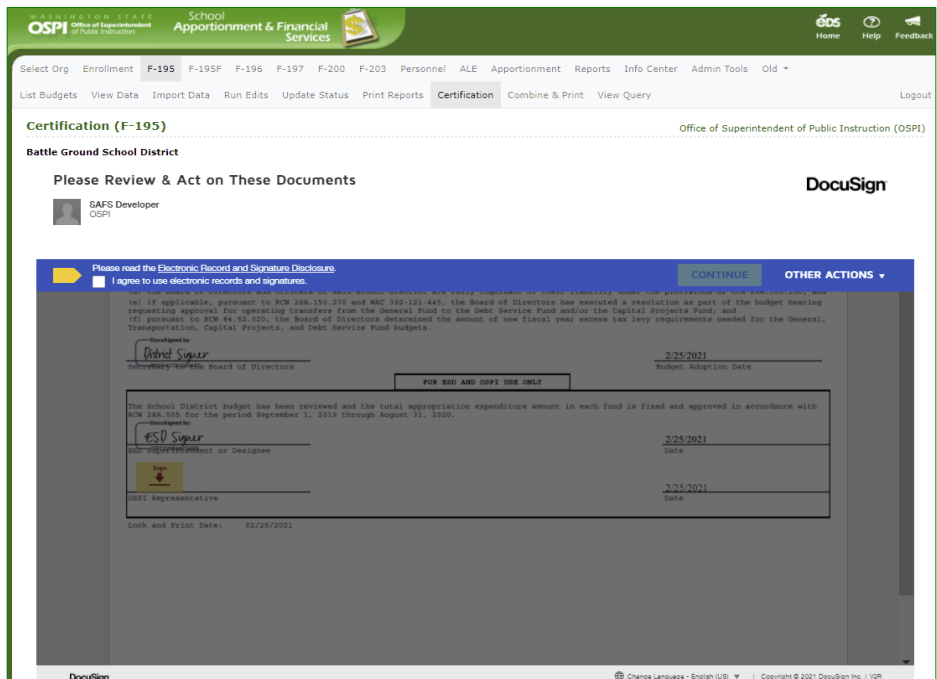 WASHINGTON STATE
OSPI Office of Superintendent of Public Instruction
School Apportionment & Financial Services
eds
Home Help Feedback
Select Org Enrollment F-195 F-195F F-196 F-197 F-200 F-203 Personnel ALE Apportionment Reports Info Center Admin Tools Old
List Budgets View Data Import Data Run Edits Update Status Print Reports Certification Combine & Print View Query Logout
Certification (F-195)
Office of Superintendent of Public Instruction (OSPI)
Battle Ground School District
Please Review & Act on These Documents
DocuSign
SAFS Developer
OSPI
Please read the Electronic Record and Signature Disclosure.
I agree to use electronic records and signatures.
CONTINUE OTHER ACTIONS
(e) if applicable, pursuant to RCW 28A.150.270 and WAC 392-121-445, the Board of Directors has executed a resolution as part of the budget hearing
requesting approval for operating transfers from the General Fund to the Debt Service Fund and/or the Capital Projects Fund; and
(f) pursuant to RCW 84.52.020, the Board of Directors determined the amount of new fiscal year excess tax levy requirements needed for the General,
Transportation, Capital Projects, and Debt Service Fund budgets.
DocuSigned by:
District Signer 2/25/2021
Secretary to the Board of Directors Budget Adoption Date
FOR ESD AND OSPI USE ONLY
The School District budget has been reviewed and the total appropriation expenditure amount in each fund is fixed and approved in accordance with
RCW 28A.505 for the period September 1, 2019 through August 31, 2020.
DocuSigned by:
ESD Signer 2/25/2021
ESD Superintendent or Designee Date
Sign
2/25/2021
OSPI Representative Date
Lock and Print Date: 02/25/2021
DocuSign Change Language - English (US) | Copyright © 2021 DocuSign Inc. | V2R